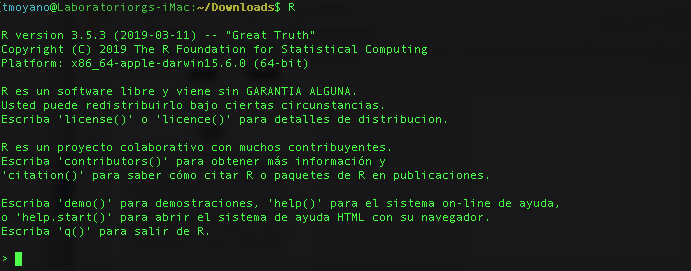 [tmoyano@Laboratoriorgs-iMac:~/Downloads$ R
R version 3.5.3 (2019-03-11) -- "Great Truth"
Copyright (C) 2019 The R Foundation for Statistical Computing
Platform: x86_64-apple-darwin15.6.0 (64-bit)
R es un software libre y viene sin GARANTIA ALGUNA.
Usted puede redistribuirlo bajo ciertas circunstancias.
Escriba 'license()' o 'licence()' para detalles de distribucion.
R es un proyecto colaborativo con muchos contribuyentes.
Escriba 'contributors()' para obtener más información y
'citation()' para saber cómo citar R o paquetes de R en publicaciones.
Escriba 'demo()' para demostraciones, 'help()' para el sistema on-line de ayuda,
o 'help.start()' para abrir el sistema de ayuda HTML con su navegador.
Escriba 'q()' para salir de R.
>